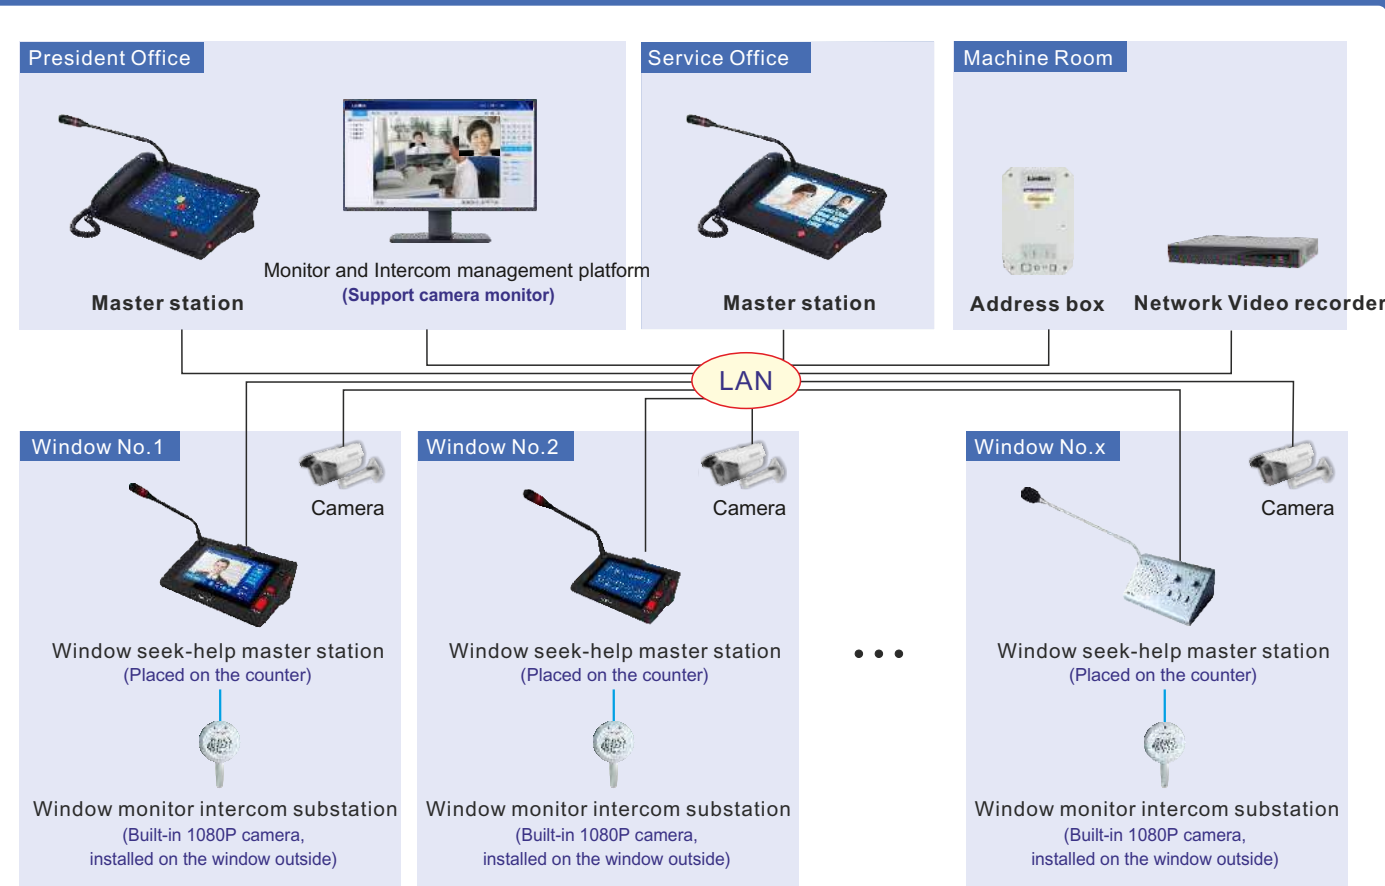 President Office
Service Office
Machine Room
Monitor and Intercom management platform
(Support camera monitor)
Master station
Master station
Address box
Network Video recorder
LAN
Window No.1
Camera
Window seek-help master station
(Placed on the counter)
Window monitor intercom substation
(Built-in 1080P camera,
installed on the window outside)
Window No.2
Camera
Window seek-help master station
(Placed on the counter)
Window monitor intercom substation
(Built-in 1080P camera,
installed on the window outside)
• • •
Window No.x
Camera
Window seek-help master station
(Placed on the counter)
Window monitor intercom substation
(Built-in 1080P camera,
installed on the window outside)